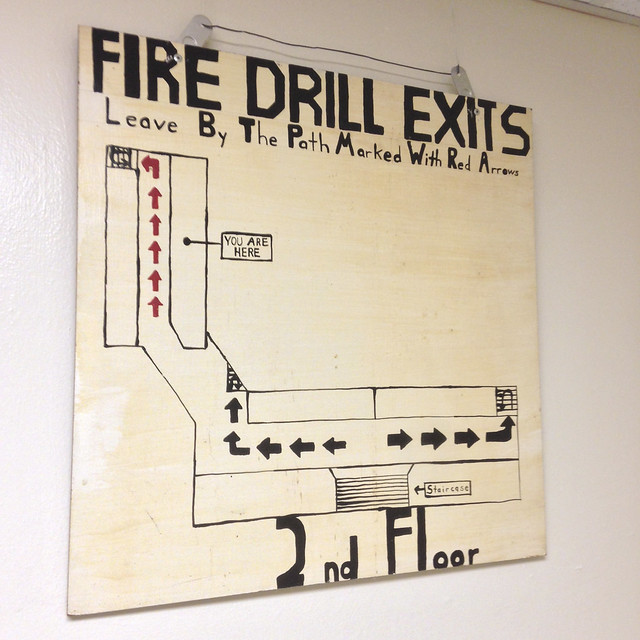 FIRE DRILL EXITS
Leave By The Path Marked With Red Arrows
YOU ARE
HERE
Staircase
2nd Floor